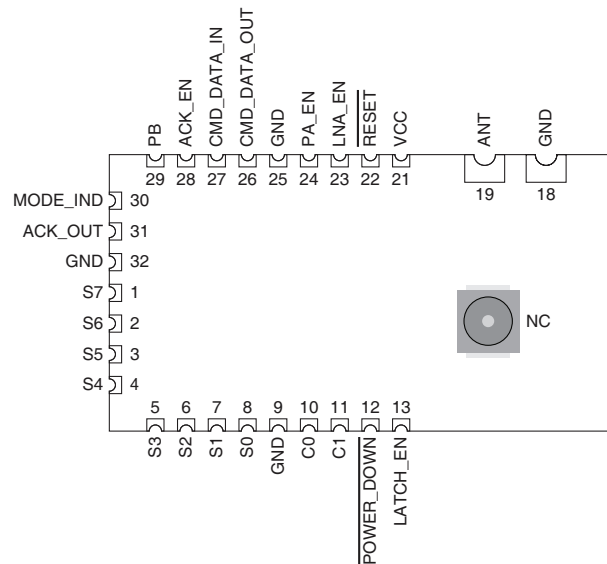 PB
ACK_EN
CMD_DATA_IN
CMD_DATA_OUT
GND
PA_EN
LNA_EN
RESET
VCC
ANT
GND
29 28 27 26 25 24 23 22 21 19 18
MODE_IND 30
ACK_OUT 31
GND 32
S7 1
S6 2
S5 3
S4 4
NC
5 6 7 8 9 10 11 12 13
S3
S2
S1
S0
GND
C0
C1
POWER_DOWN
LATCH_EN